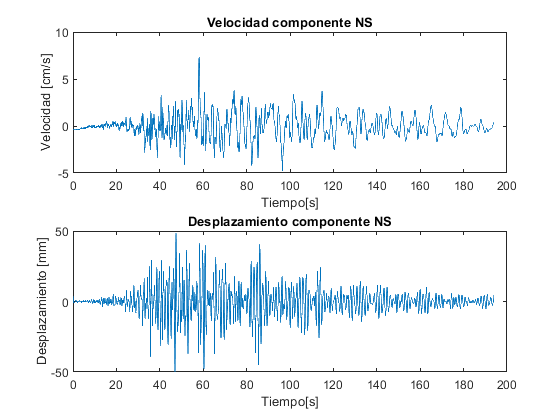 Velocidad componente NS
10
5
0
-5
Velocidad [cm/s]
0 20 40 60 80 100 120 140 160 180 200
Tiempo[s]
Desplazamiento componente NS
50
0
-50
Desplazamiento [mm]
0 20 40 60 80 100 120 140 160 180 200
Tiempo[s]